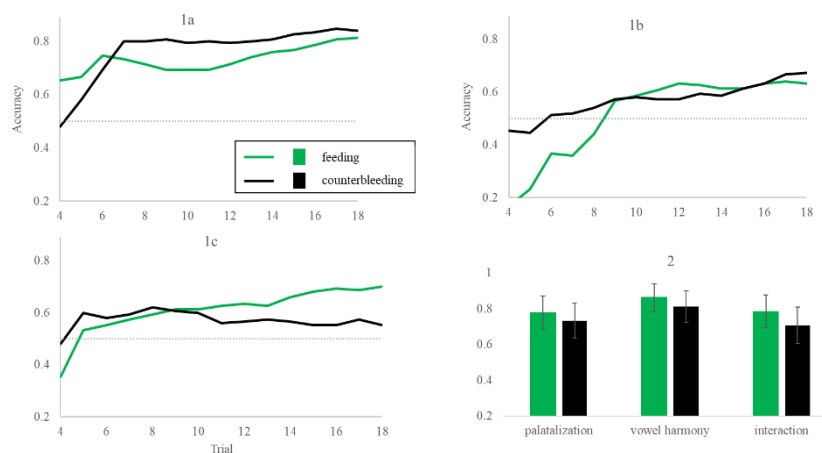 1a
0.8
0.6
0.4
0.2
Accuracy
4 6 8 10 12 14 16 18
feeding
counterbleeding
1b
0.8
0.6
0.4
0.2
Accuracy
4 6 8 10 12 14 16 18
1c
0.8
0.6
0.4
0.2
4 6 8 10 12 14 16 18
Trial
2
1
0.8
0.6
0.4
0.2
palatalization vowel harmony interaction